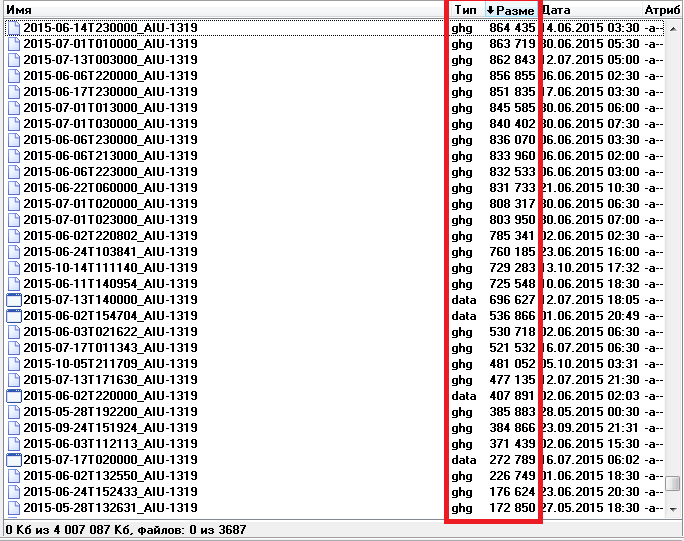 Имя Тип Разме Дата Атриб
2015-06-14T230000_AIU-1319 ghg 864 435 14.06.2015 03:30 -a--
2015-07-01T010000_AIU-1319 ghg 863 719 30.06.2015 05:30 -a--
2015-07-13T003000_AIU-1319 ghg 862 843 12.07.2015 05:00 -a--
2015-06-06T220000_AIU-1319 ghg 856 855 06.06.2015 02:30 -a--
2015-06-17T230000_AIU-1319 ghg 851 835 17.06.2015 03:30 -a--
2015-07-01T013000_AIU-1319 ghg 845 585 30.06.2015 06:00 -a--
2015-07-01T030000_AIU-1319 ghg 840 402 30.06.2015 07:30 -a--
2015-06-06T230000_AIU-1319 ghg 836 070 06.06.2015 03:30 -a--
2015-06-06T213000_AIU-1319 ghg 833 960 06.06.2015 02:00 -a--
2015-06-06T223000_AIU-1319 ghg 832 533 06.06.2015 03:00 -a--
2015-06-22T060000_AIU-1319 ghg 831 733 21.06.2015 10:30 -a--
2015-07-01T020000_AIU-1319 ghg 808 317 30.06.2015 06:30 -a--
2015-07-01T023000_AIU-1319 ghg 803 950 30.06.2015 07:00 -a--
2015-06-02T220802_AIU-1319 ghg 785 341 02.06.2015 02:30 -a--
2015-06-24T103841_AIU-1319 ghg 760 185 23.06.2015 16:00 -a--
2015-10-14T111140_AIU-1319 ghg 729 283 13.10.2015 17:32 -a--
2015-06-11T140954_AIU-1319 ghg 725 548 10.06.2015 18:30 -a--
2015-07-13T140000_AIU-1319 data 696 627 12.07.2015 18:05 -a--
2015-06-02T154704_AIU-1319 data 536 866 01.06.2015 20:49 -a--
2015-06-03T021622_AIU-1319 ghg 530 718 02.06.2015 06:30 -a--
2015-07-17T011343_AIU-1319 ghg 521 532 16.07.2015 06:30 -a--
2015-10-05T211709_AIU-1319 ghg 481 052 05.10.2015 03:31 -a--
2015-07-13T171630_AIU-1319 ghg 477 135 12.07.2015 21:30 -a--
2015-06-02T220000_AIU-1319 data 407 891 02.06.2015 02:03 -a--
2015-05-28T192200_AIU-1319 ghg 385 883 28.05.2015 00:30 -a--
2015-09-24T151924_AIU-1319 ghg 384 866 23.09.2015 21:31 -a--
2015-06-03T112113_AIU-1319 ghg 371 439 02.06.2015 15:30 -a--
2015-07-17T020000_AIU-1319 data 272 789 16.07.2015 06:02 -a--
2015-06-02T132550_AIU-1319 ghg 226 749 01.06.2015 18:30 -a--
2015-06-24T152433_AIU-1319 ghg 176 624 23.06.2015 20:30 -a--
2015-05-28T132631_AIU-1319 ghg 172 850 27.05.2015 18:30 -a--
0 Кб из 4 007 087 Кб, файлов: 0 из 3687